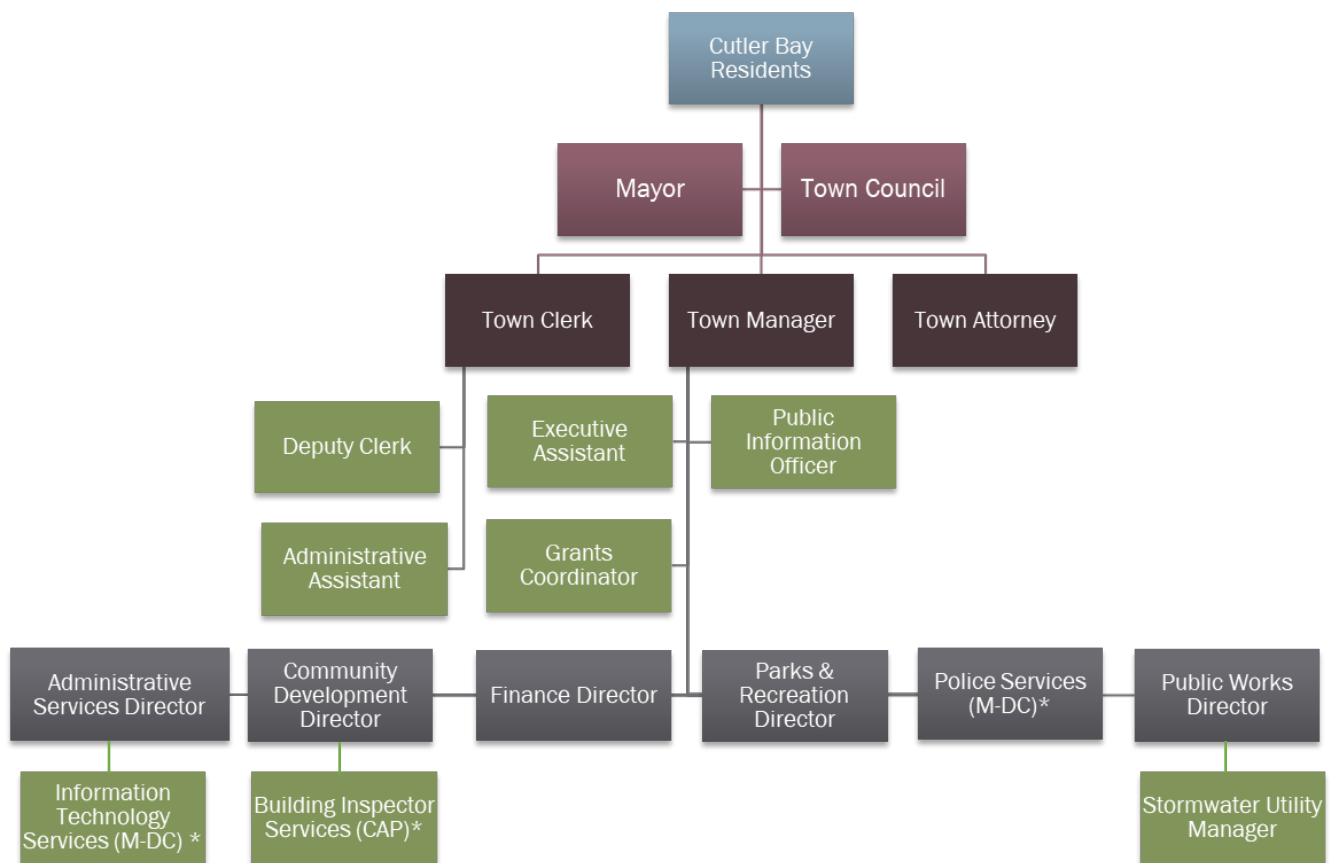 Cutler Bay
Residents
Mayor
Town Council
Town Clerk
Town Manager
Town Attorney
Deputy Clerk
Executive
Assistant
Public
Information
Officer
Administrative
Assistant
Grants
Coordinator
Administrative
Services Director
Community
Development
Director
Finance Director
Parks &
Recreation
Director
Police Services
(M-DC)*
Public Works
Director
Information
Technology
Services (M-DC) *
Building Inspector
Services (CAP)*
Stormwater Utility
Manager